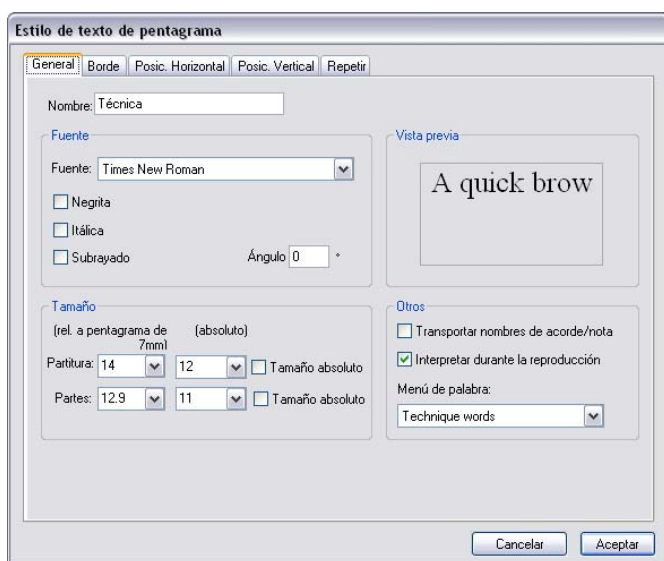 Estilo de texto de pentagrama
General Borde Posic. Horizontal Posic. Vertical Repetir
Nombre: Técnica
Fuente
Fuente: Times New Roman
Negrita
Itálica
Subrayado Ángulo 0 °
Vista previa
A quick brow
Tamaño
(rel. a pentagrama de 7mm) (absoluto)
Partitura: 14 12 Tamaño absoluto
Partes: 12.9 11 Tamaño absoluto
Otros
Transportar nombres de acorde/nota
Interpretar durante la reproducción
Menú de palabra:
Technique words
Cancelar Aceptar